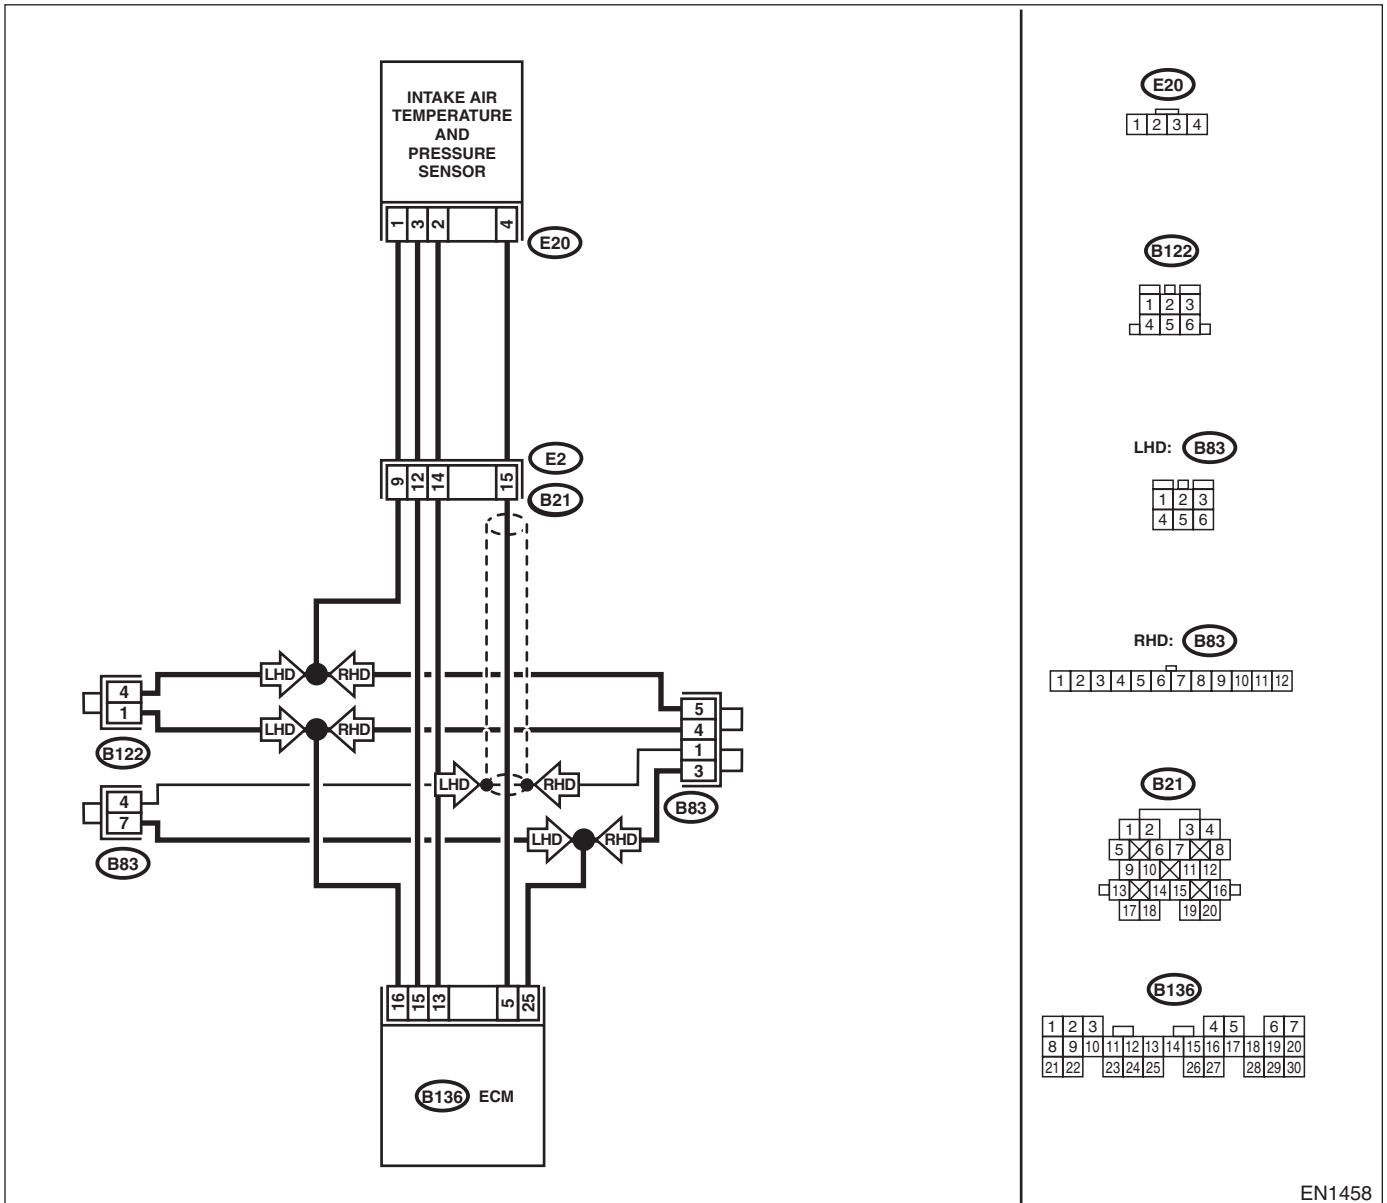 INTAKE AIR
TEMPERATURE
AND
PRESSURE
SENSOR
1 3 2 4
E20
E2
9 12 14 15
B21
LHD RHD
4
1
LHD RHD
B122
5
4
1
3
LHD RHD
B83
4
7
LHD RHD
B83
16 15 13 5 25
B136 ECM
E20
1 2 3 4
B122
1 2 3
4 5 6
LHD: B83
1 2 3
4 5 6
RHD: B83
1 2 3 4 5 6 7 8 9 10 11 12
B21
1 2 3 4
5 6 7 8
9 10 11 12
13 14 15 16
17 18 19 20
B136
1 2 3 4 5 6 7
8 9 10 11 12 13 14 15 16 17 18 19 20
21 22 23 24 25 26 27 28 29 30
EN1458